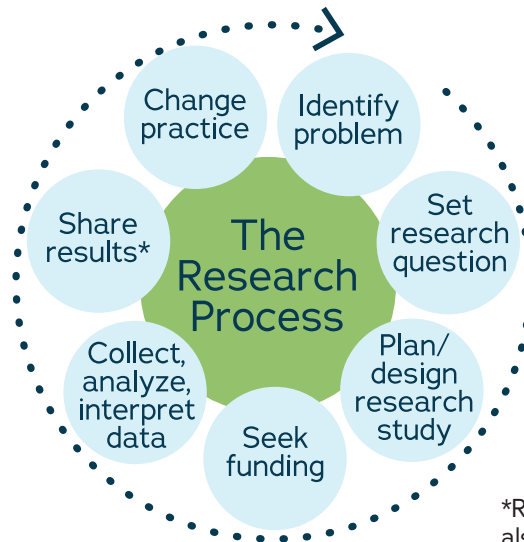 Change
practice
Identify
problem
Share
results*
The
Research
Process
Set
research
question
Collect,
analyze,
interpret
data
Seek
funding
Plan/
design
research
study